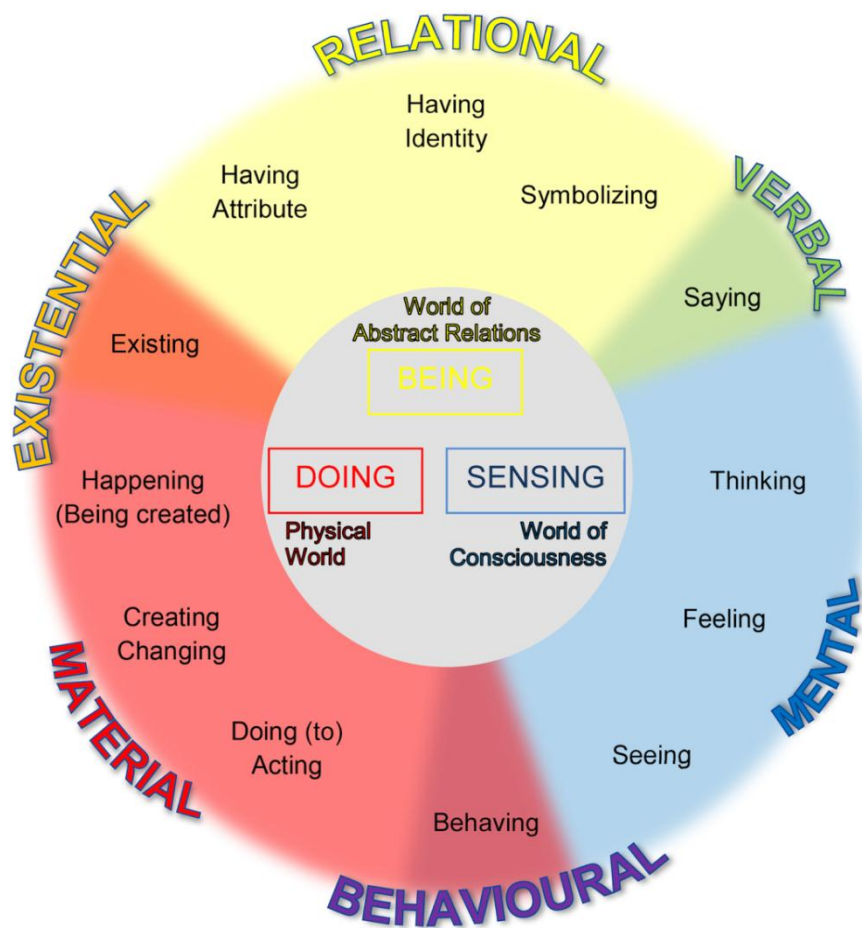 RELATIONAL
Having
Identity
Having
Attribute
Symbolizing
VERBAL
Saying
EXISTENTIAL
Existing
World of
Abstract Relations
BEING
DOING
SENSING
Physical
World
World of
Consciousness
Happening
(Being created)
Thinking
Creating
Changing
Feeling
MENTAL
MATERIAL
Doing (to)
Acting
Seeing
Behaving
BEHAVIOURAL